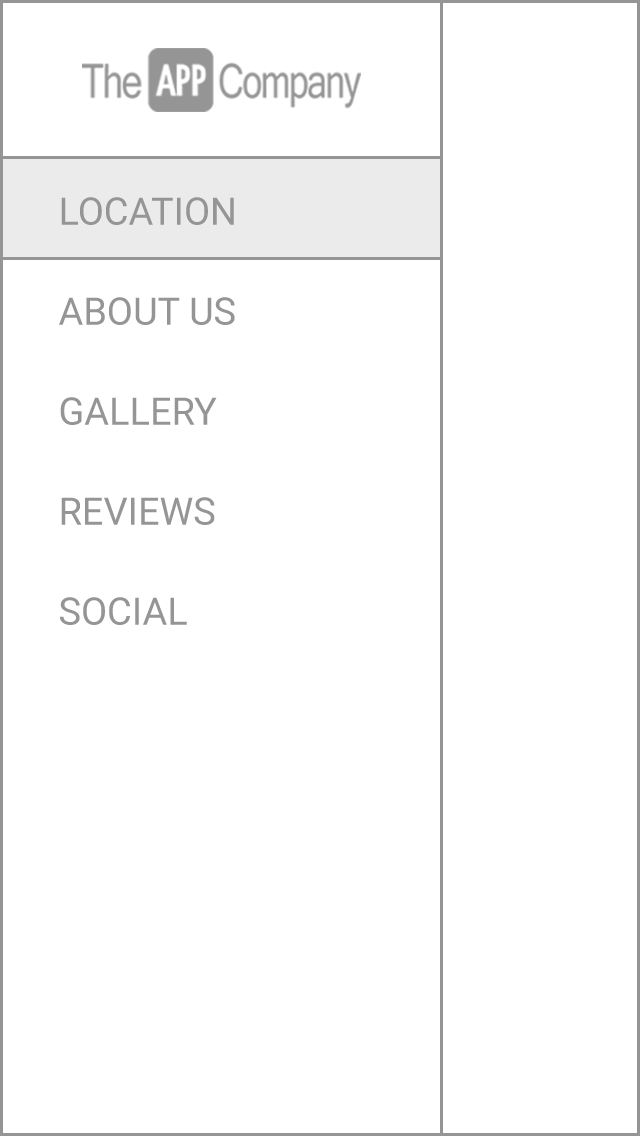 The APP Company
LOCATION
ABOUT US
GALLERY
REVIEWS
SOCIAL